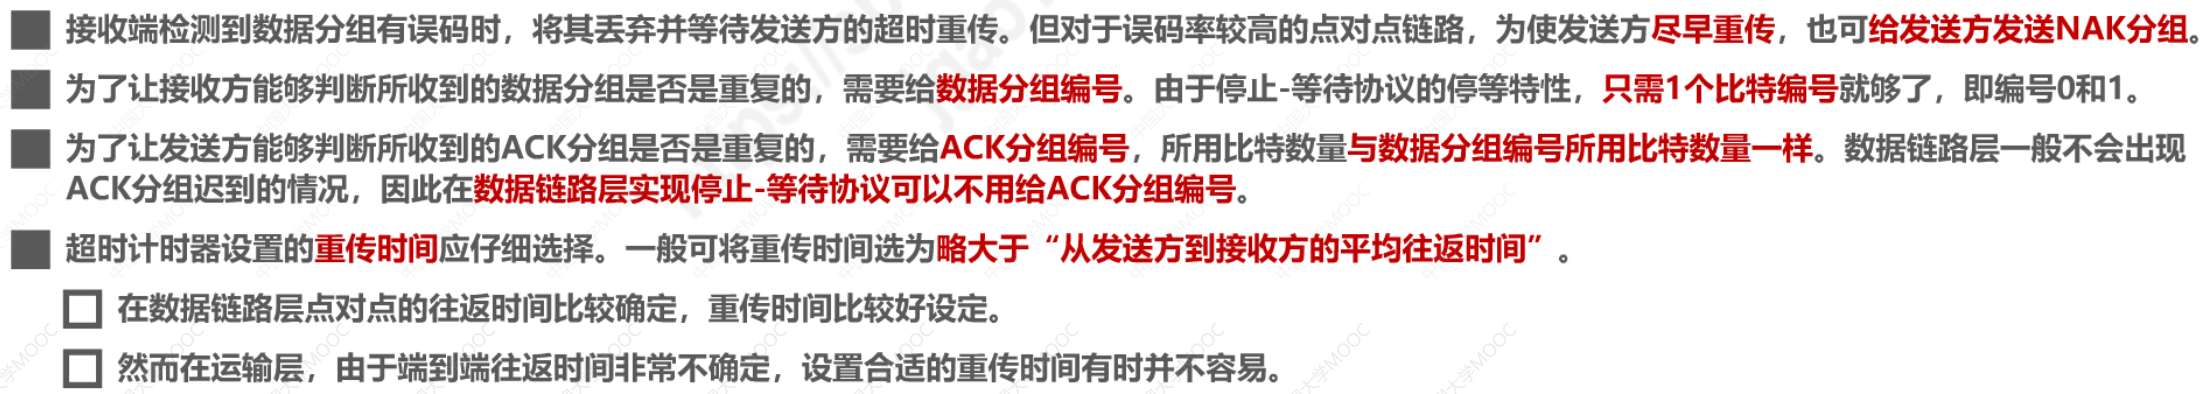 接收端检测到数据分组有误码时，将其丢弃并等待发送方的超时重传。但对于误码率较高的点对点链路，为使发送方尽早重传，也可给发送方发送NAK分组。
为了让接收方能够判断所收到的数据分组是否是重复的，需要给数据分组编号。由于停止-等待协议的停等特性，只需1个比特编号就够了，即编号0和1。
为了让发送方能够判断所收到的ACK分组是否是重复的，需要给ACK分组编号，所用比特数量与数据分组编号所用比特数量一样。数据链路层一般不会出现
ACK分组迟到的情况，因此在数据链路层实现停止-等待协议可以不用给ACK分组编号。
超时计时器设置的重传时间应仔细选择。一般可将重传时间选为略大于“从发送方到接收方的平均往返时间”。
在数据链路层点对点的往返时间比较确定，重传时间比较好设定。
然而在运输层，由于端到端往返时间非常不确定，设置合适的重传时间有时并不容易。